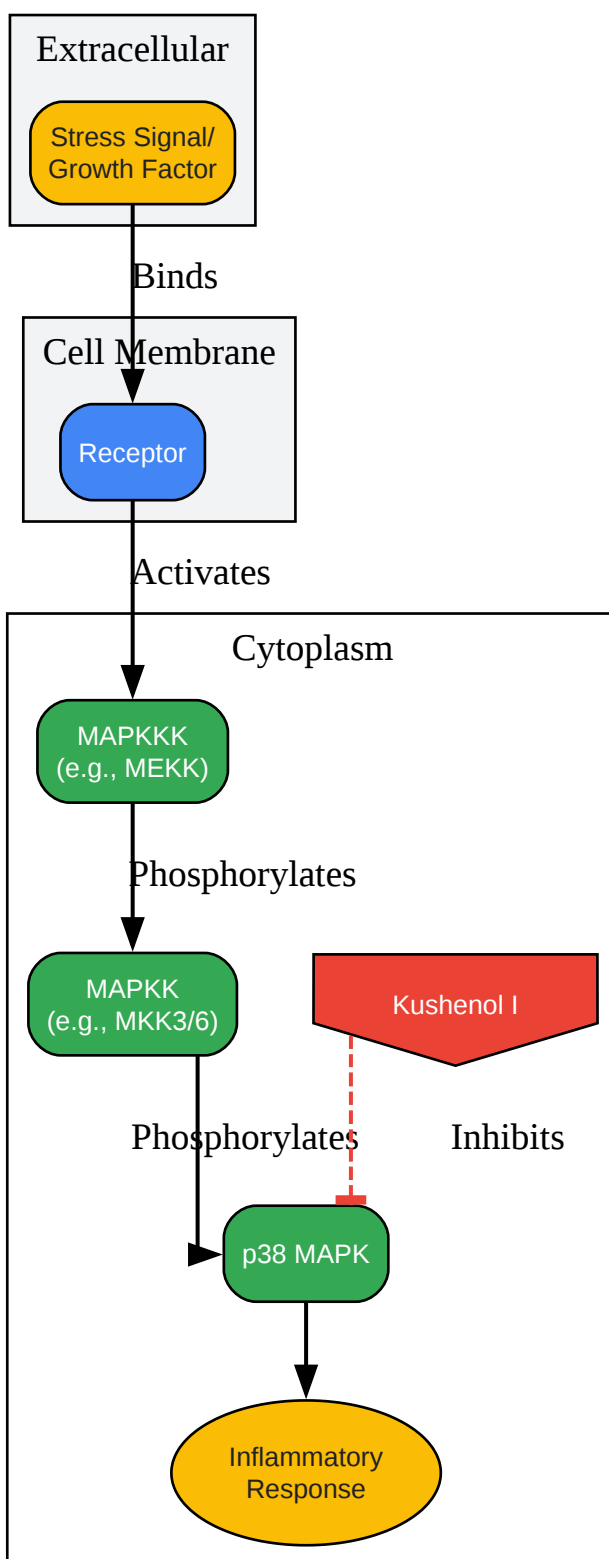 Extracellular
Stress Signal/
Growth Factor
Binds
Cell Membrane
Receptor
Activates
Cytoplasm
MAPKKK
(e.g., MEKK)
Phosphorylates
MAPKK
(e.g., MKK3/6)
Kushenol I
Phosphorylates
Inhibits
p38 MAPK
Inflammatory
Response